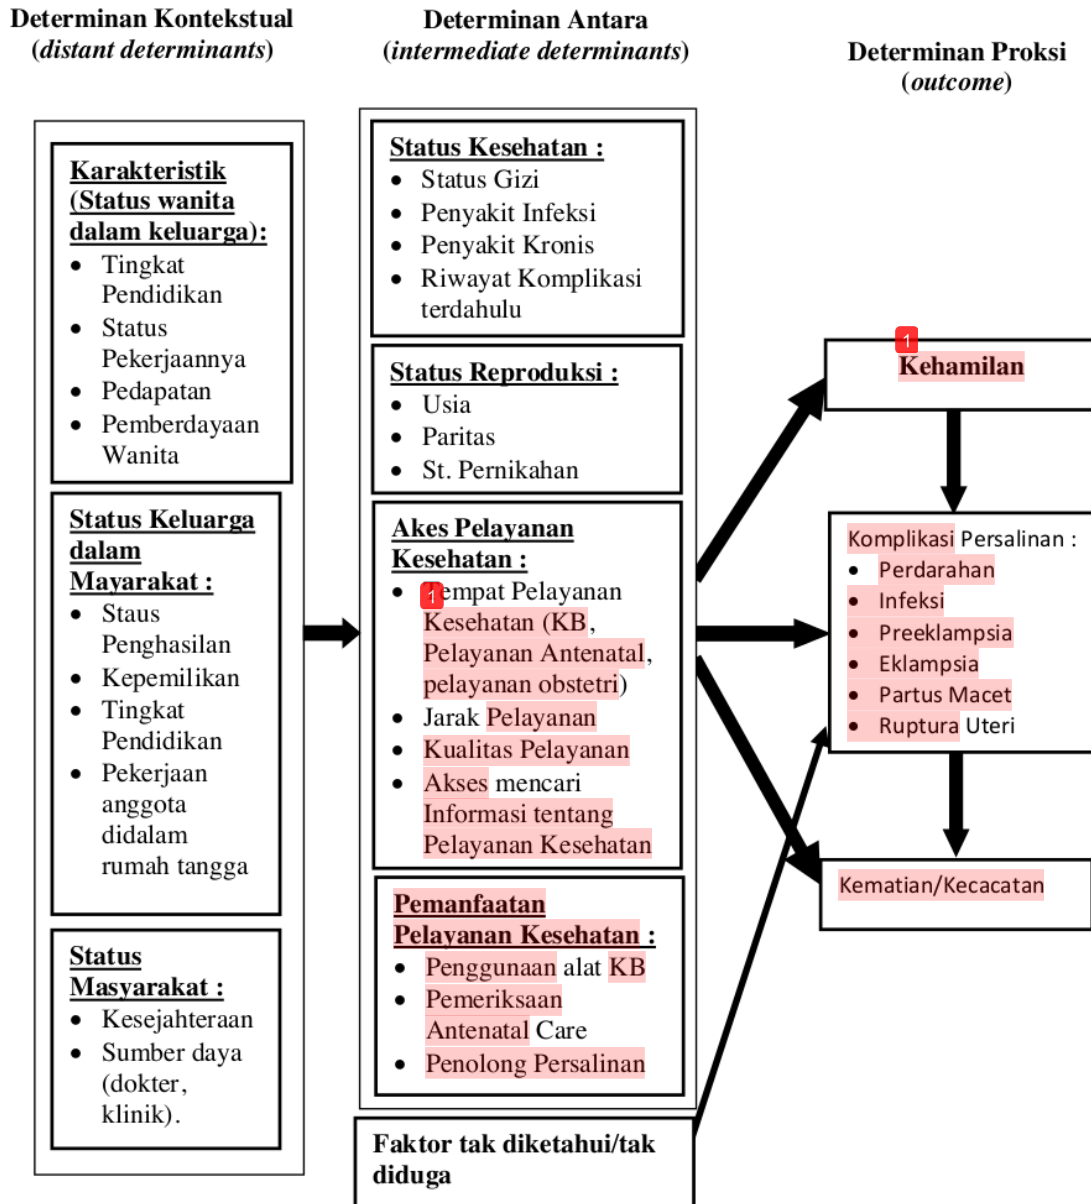 Determinan Kontekstual
(distant determinants)
Karakteristik
(Status wanita
dalam keluarga):
• Tingkat
Pendidikan
• Status
Pekerjaannya
• Pedapatan
• Pemberdayaan
Wanita
Status Keluarga
dalam
Mayarakat :
• Staus
Penghasilan
• Kepemilikan
• Tingkat
Pendidikan
• Pekerjaan
anggota
didalam
rumah tangga
Status
Masyarakat :
• Kesejahteraan
• Sumber daya
(dokter,
klinik).
Determinan Antara
(intermediate determinants)
Status Kesehatan :
• Status Gizi
• Penyakit Infeksi
• Penyakit Kronis
• Riwayat Komplikasi
terdahulu
Status Reproduksi :
• Usia
• Paritas
• St. Pernikahan
Akes Pelayanan
Kesehatan :
1
• Tempat Pelayanan
Kesehatan (KB,
Pelayanan Antenatal,
pelayanan obstetri)
• Jarak Pelayanan
• Kualitas Pelayanan
• Akses mencari
Informasi tentang
Pelayanan Kesehatan
Pemanfaatan
Pelayanan Kesehatan :
• Penggunaan alat KB
• Pemeriksaan
Antenatal Care
• Penolong Persalinan
Faktor tak diketahui/tak
diduga
Determinan Proksi
(outcome)
1
Kehamilan
Komplikasi Persalinan :
• Perdarahan
• Infeksi
• Preeklampsia
• Eklampsia
• Partus Macet
• Ruptura Uteri
Kematian/Kecacatan